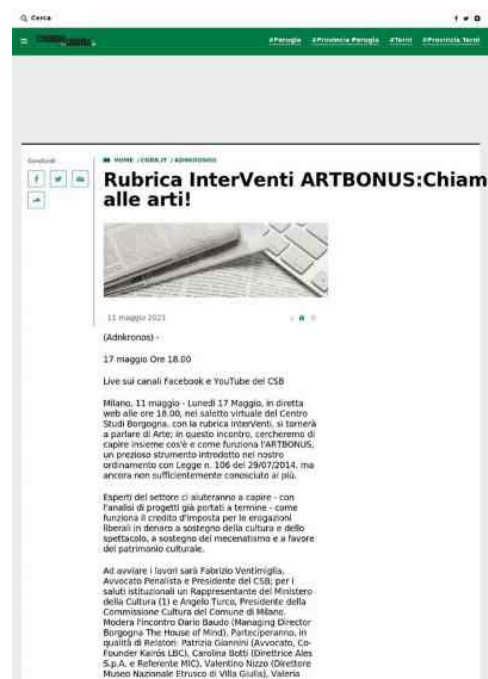 Cerca
#Perugia #Provincia Perugia #Terni #Provincia Terni
Condividi
HOME / CORR.IT / ADNKRONOS
Rubrica InterVenti ARTBONUS:Chiam
alle arti!
11 maggio 2021
(Adnkronos) -
17 maggio Ore 18.00
Live sui canali Facebook e YouTube del CSB
Milano, 11 maggio - Lunedì 17 Maggio, in diretta
web alle ore 18.00, nel salotto virtuale del Centro
Studi Borgogna, con la rubrica InterVenti, si tornerà
a parlare di Arte; in questo incontro, cercheremo di
capire insieme cos'è e come funziona l'ARTBONUS,
un prezioso strumento introdotto nel nostro
ordinamento con Legge n. 106 del 29/07/2014, ma
ancora non sufficientemente conosciuto ai più.
Esperti del settore ci aiuteranno a capire - con
l'analisi di progetti già portati a termine - come
funziona il credito d'imposta per le erogazioni
liberali in denaro a sostegno della cultura e dello
spettacolo, a sostegno del mecenatismo e a favore
del patrimonio culturale.
Ad avviare i lavori sarà Fabrizio Ventimiglia,
Avvocato Penalista e Presidente del CSB; per i
saluti istituzionali un Rappresentante del Ministero
della Cultura (1) e Angelo Turco, Presidente della
Commissione Cultura del Comune di Milano.
Modera l'incontro Dario Baudo (Managing Director
Borgogna The House of Mind). Parteciperanno, in
qualità di Relatori: Patrizia Giannini (Avvocato, Co-
Founder Kairós LBC), Carolina Botti (Direttrice Ales
S.p.A. e Referente MIC), Valentino Nizzo (Direttore
Museo Nazionale Etrusco di Villa Giulia), Valeria